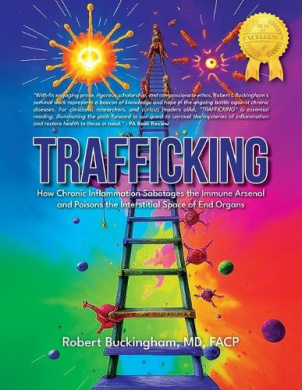 "With its engaging prose, rigorous scholarship, and compassionate ethos, Robert L Buckingham's
seminal work represents a beacon of knowledge and hope in the ongoing battle against chronic
diseases. For clinicians, researchers, and curious readers alike, "TRAFFICKING" is essential
reading, illuminating the path forward in our quest to unravel the mysteries of inflammation
and restore health to those in need." - PA Book Review
EXCELLENCE
TRAFFICKING
How Chronic Inflammation Sabotages the Immune Arsenal
and Poisons the Interstitial Space of End Organs
Robert Buckingham, MD, FACP